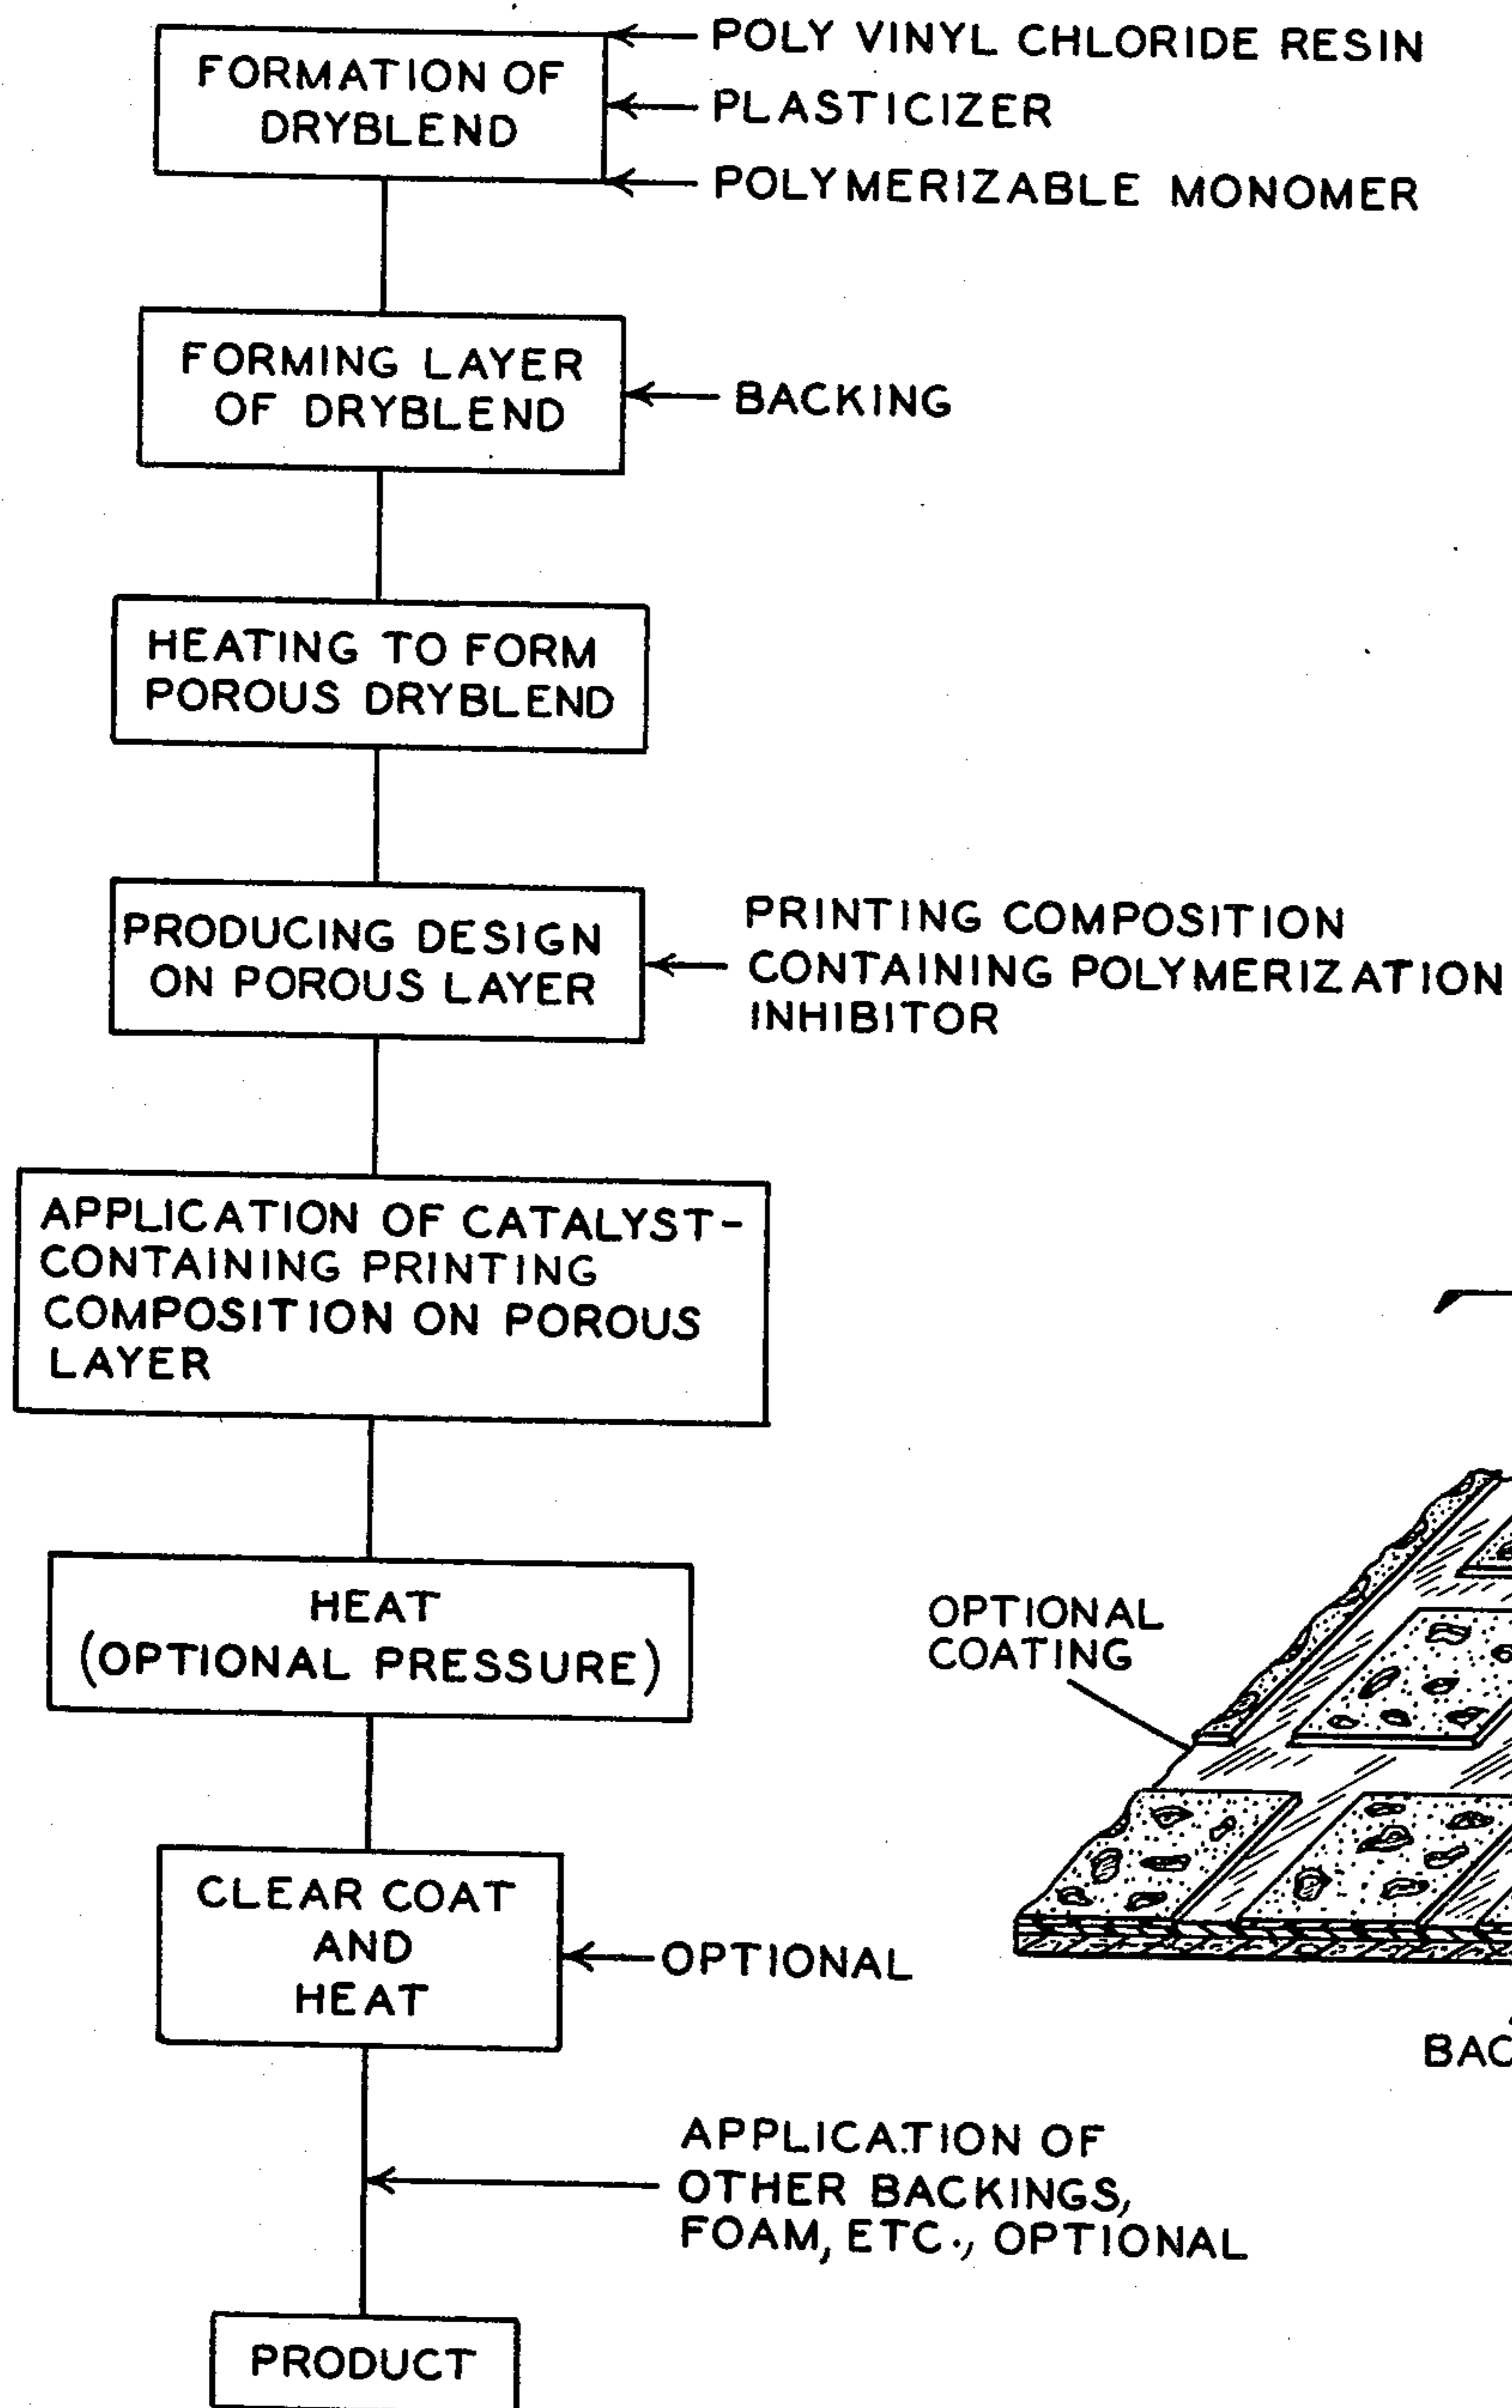 FORMATION OF
DRYBLEND
POLY VINYL CHLORIDE RESIN
PLASTICIZER
POLYMERIZABLE MONOMER
FORMING LAYER
OF DRYBLEND
BACKING
HEATING TO FORM
POROUS DRYBLEND
PRODUCING DESIGN
ON POROUS LAYER
PRINTING COMPOSITION
CONTAINING POLYMERIZATION
INHIBITOR
APPLICATION OF CATALYST-
CONTAINING PRINTING
COMPOSITION ON POROUS
LAYER
HEAT
(OPTIONAL PRESSURE)
OPTIONAL
COATING
CLEAR COAT
AND
HEAT
OPTIONAL
APPLICATION OF
OTHER BACKINGS,
FOAM, ETC., OPTIONAL
PRODUCT